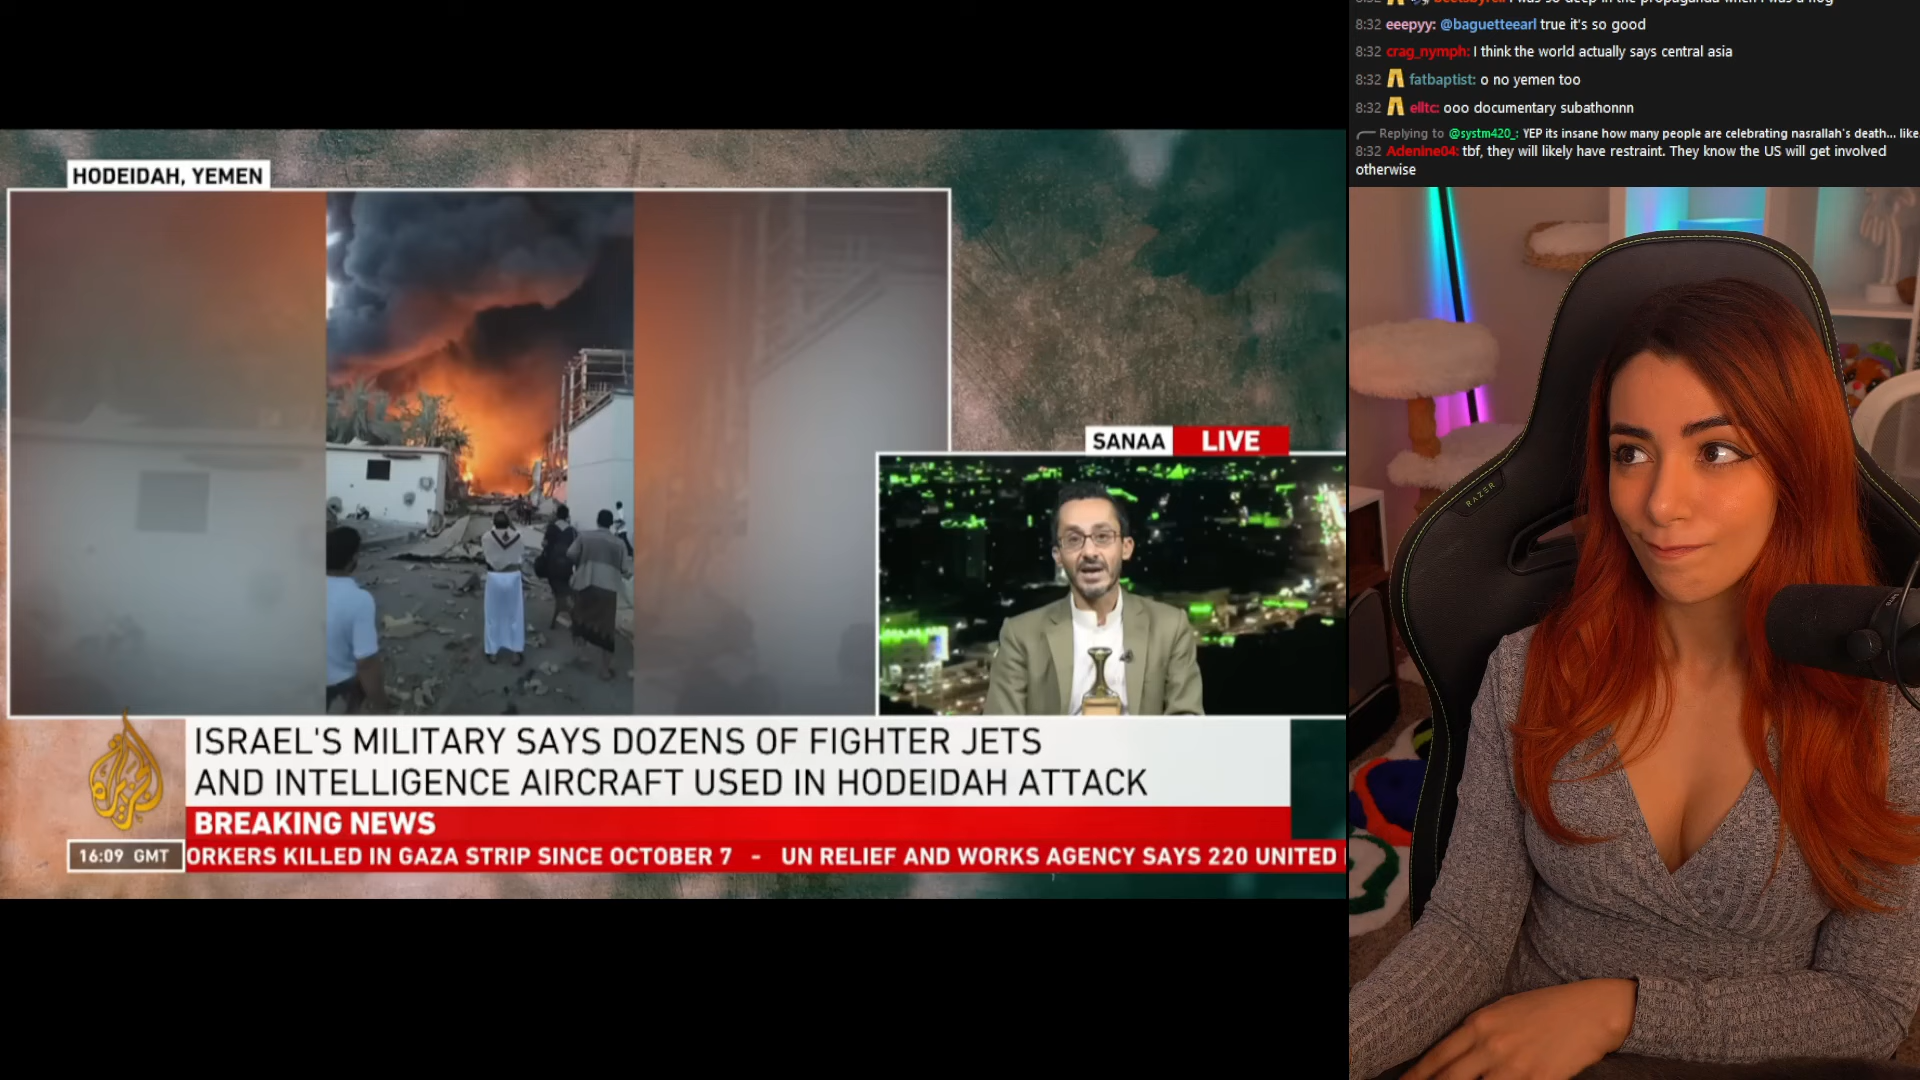 HODEIDAH, YEMEN
SANAA LIVE
ISRAEL'S MILITARY SAYS DOZENS OF FIGHTER JETS
AND INTELLIGENCE AIRCRAFT USED IN HODEIDAH ATTACK
BREAKING NEWS
16:09 GMT
ORKERS KILLED IN GAZA STRIP SINCE OCTOBER 7 - UN RELIEF AND WORKS AGENCY SAYS 220 UNITED
8:32 eeepyy: @baguetteearl true it's so good
8:32 crag_nymph: I think the world actually says central asia
8:32 fatbaptist: o no yemen too
8:32 elltc: ooo documentary subathonnn
Replying to @systm420_: YEP its insane how many people are celebrating nasrallah's death... like
8:32 Adenine04: tbf, they will likely have restraint. They know the US will get involved
otherwise
RAZER